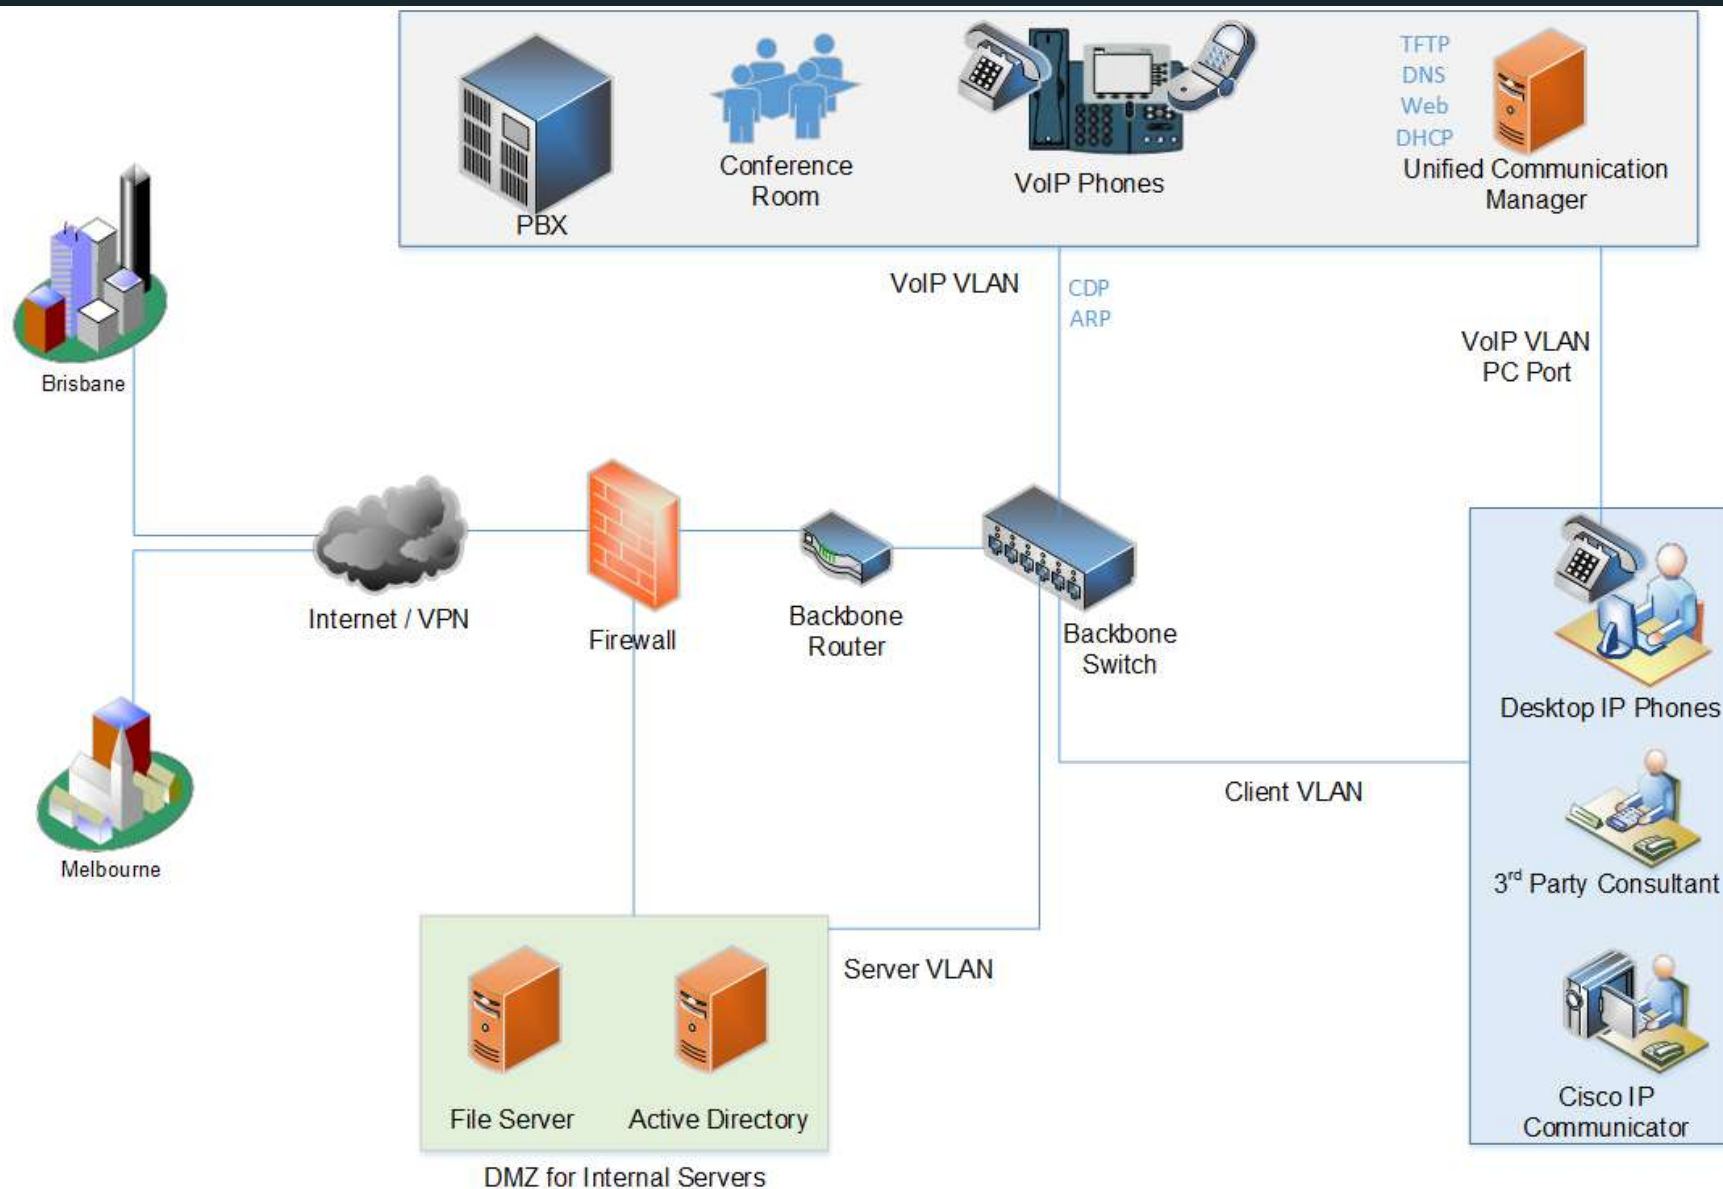 TFTP
DNS
Web
DHCP
PBX
Conference
Room
VoIP Phones
Unified Communication
Manager
VoIP VLAN
CDP
ARP
VoIP VLAN
PC Port
Brisbane
Internet / VPN
Firewall
Backbone
Router
Backbone
Switch
Desktop IP Phones
Client VLAN
Melbourne
3rd Party Consultant
Server VLAN
File Server
Active Directory
Cisco IP
Communicator
DMZ for Internal Servers